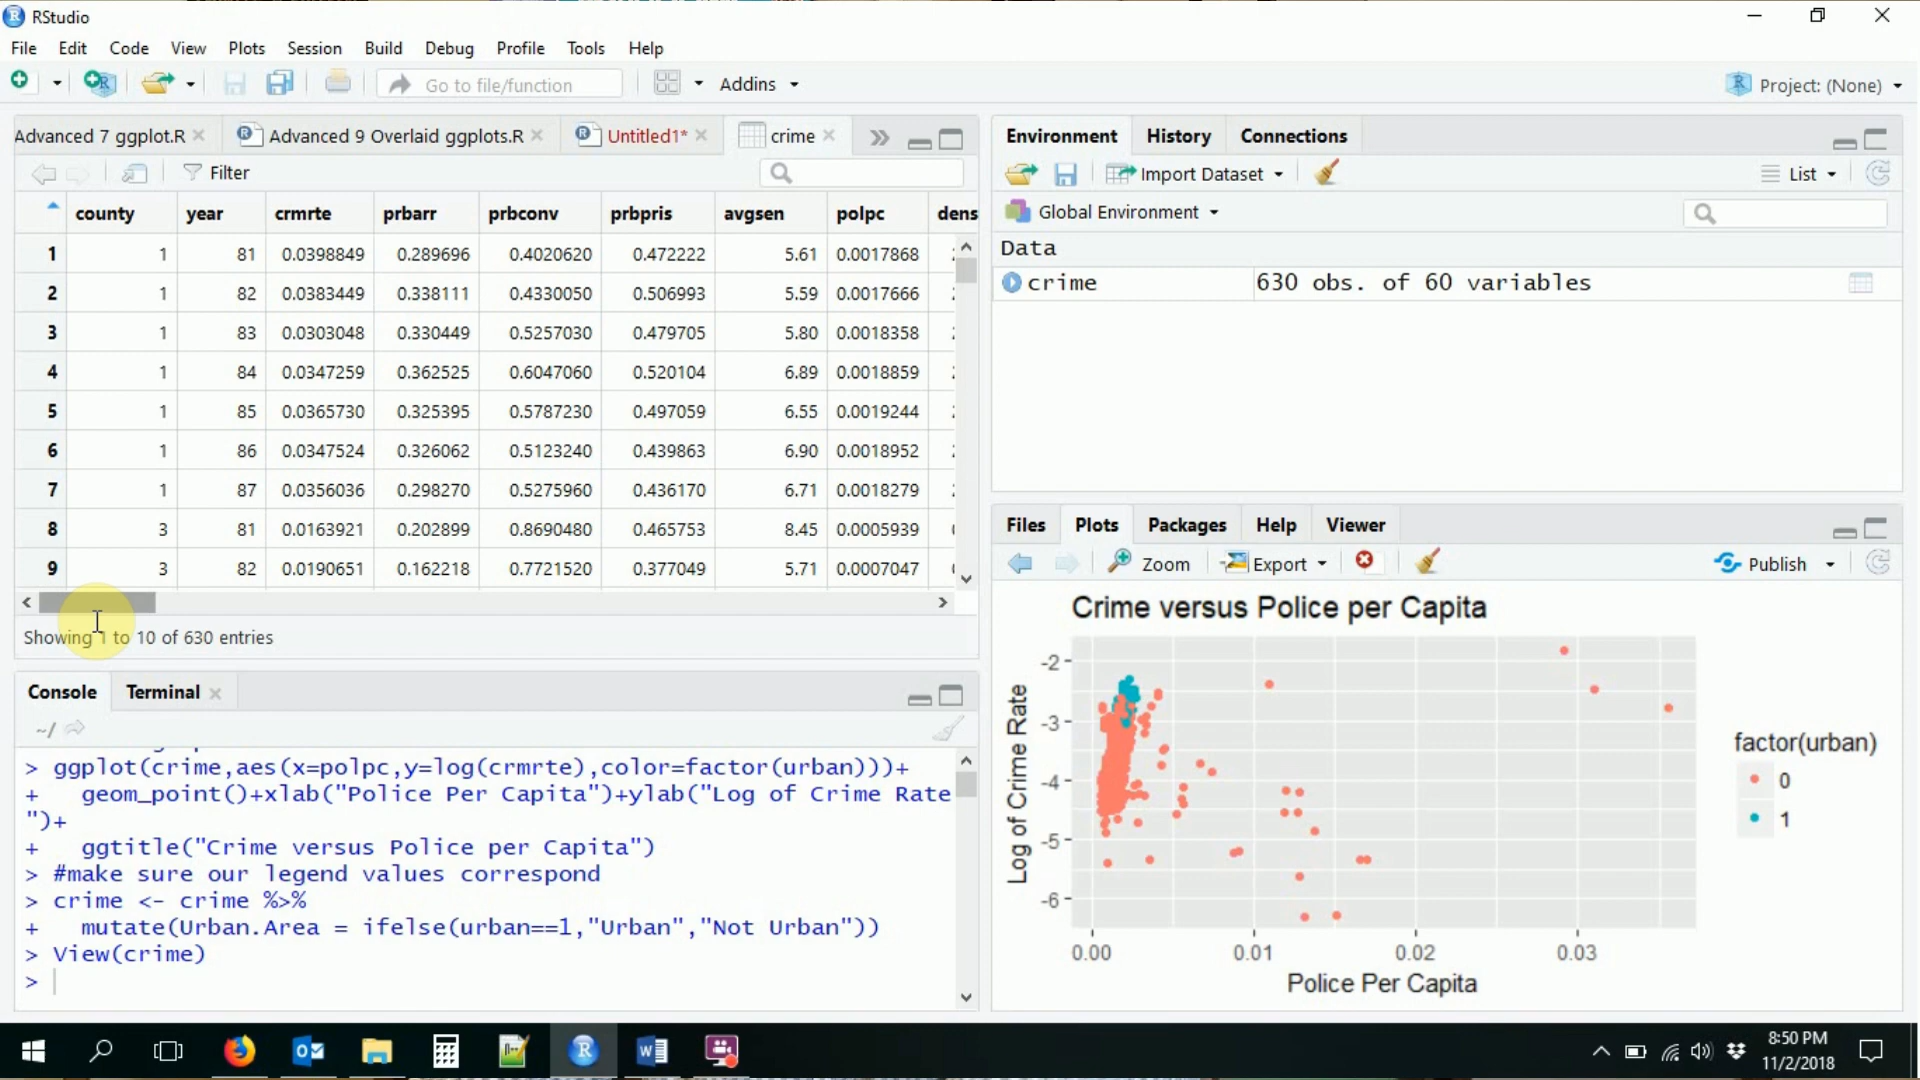 RStudio
File Edit Code View Plots Session Build Debug Profile Tools Help
Go to file/function Addins Project: (None)
Advanced 7 ggplot.R Advanced 9 Overlaid ggplots.R Untitled1* crime
Filter
county year crmrte prbarr prbconv prbpris avgsen polpc dens
1 1 81 0.0398849 0.289696 0.4020620 0.472222 5.61 0.0017868
2 1 82 0.0383449 0.338111 0.4330050 0.506993 5.59 0.0017666
3 1 83 0.0303048 0.330449 0.5257030 0.479705 5.80 0.0018358
4 1 84 0.0347259 0.362525 0.6047060 0.520104 6.89 0.0018859
5 1 85 0.0365730 0.325395 0.5787230 0.497059 6.55 0.0019244
6 1 86 0.0347524 0.326062 0.5123240 0.439863 6.90 0.0018952
7 1 87 0.0356036 0.298270 0.5275960 0.436170 6.71 0.0018279
8 3 81 0.0163921 0.202899 0.8690480 0.465753 8.45 0.0005939
9 3 82 0.0190651 0.162218 0.7721520 0.377049 5.71 0.0007047
Showing 1 to 10 of 630 entries
Console Terminal
~/
> ggplot(crime,aes(x=polpc,y=log(crmrte),color=factor(urban)))+
+ geom_point()+xlab("Police Per Capita")+ylab("Log of Crime Rate
")+
+ ggtitle("Crime versus Police per Capita")
> #make sure our legend values correspond
> crime <- crime %>%
+ mutate(Urban.Area = ifelse(urban==1,"Urban","Not Urban"))
> View(crime)
>
Environment History Connections
Import Dataset List
Global Environment
Data
crime 630 obs. of 60 variables
Files Plots Packages Help Viewer
Zoom Export Publish
Crime versus Police per Capita
Log of Crime Rate
-2
-3
-4
-5
-6
0.00 0.01 0.02 0.03
Police Per Capita
factor(urban)
0
1
8:50 PM
11/2/2018